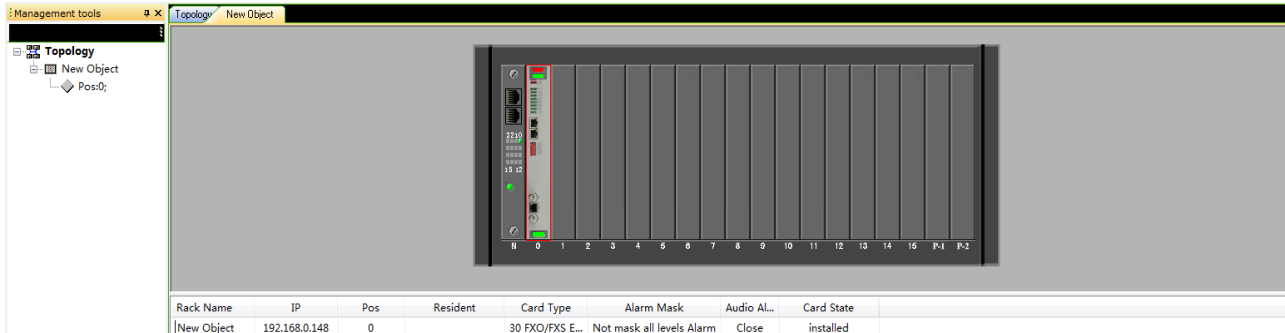 Management tools
Topology
New Object
Topology
New Object
Pos:0;
3210
15 12
N 0 1 2 3 4 5 6 7 8 9 10 11 12 13 14 15 P-1 P-2
Rack Name IP Pos Resident Card Type Alarm Mask Audio Al... Card State
New Object 192.168.0.148 0 30 FXO/FXS E... Not mask all levels Alarm Close installed